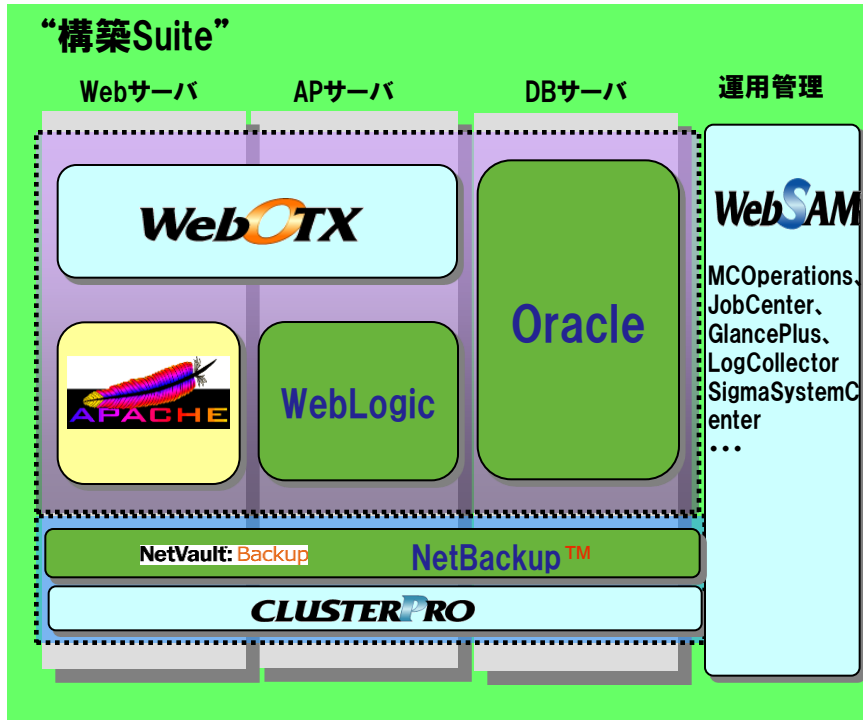 “構築Suite”
Webサーバ
APサーバ
DBサーバ
運用管理
WebOTX
Oracle
WebSAM
MCOperations、
JobCenter、
GlancePlus、
LogCollector
SigmaSystemC
enter
・・・
APACHE
WebLogic
NetVault: Backup
NetBackup™
CLUSTERPRO